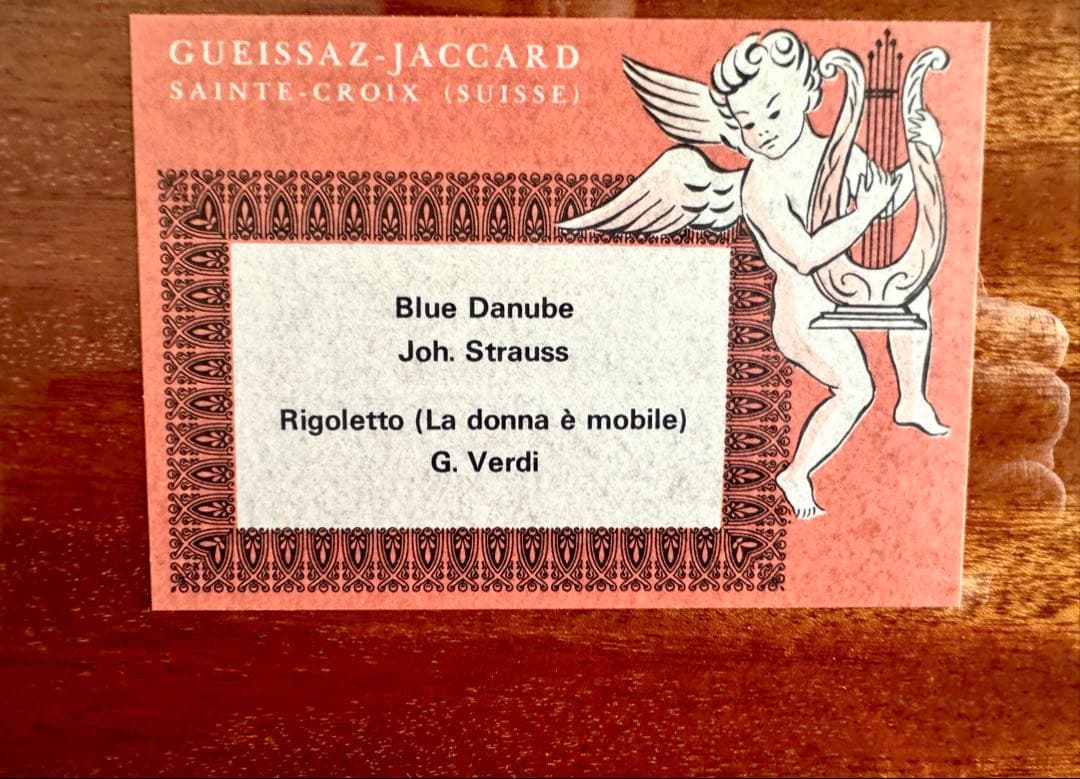 GUEISSAZ-JACCARD
SAINTE-CROIX (SUISSE)
Blue Danube
Joh. Strauss
Rigoletto (La donna è mobile)
G. Verdi